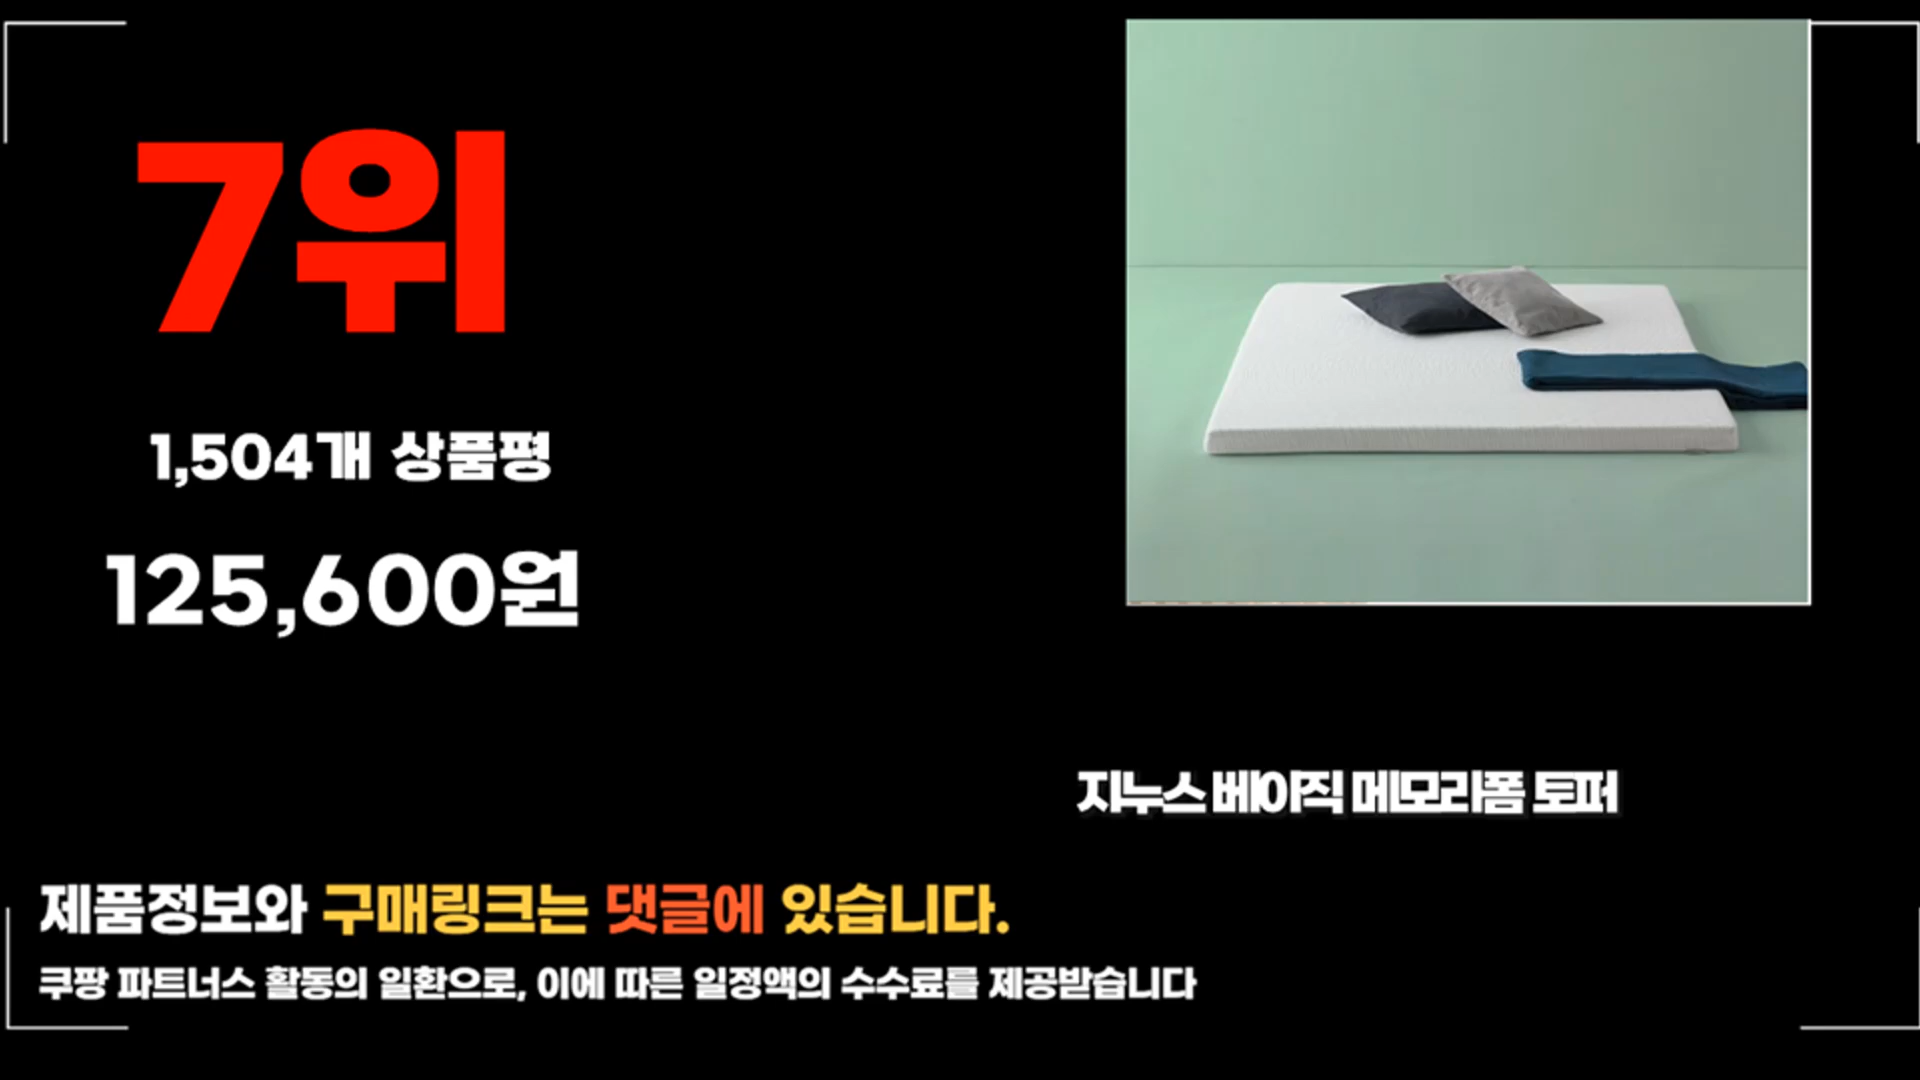 7위
1,504개 상품평
125,600원
지누스 베이직 메모리폼 토퍼
제품정보와 구매링크는 댓글에 있습니다.
쿠팡 파트너스 활동의 일환으로, 이에 따른 일정액의 수수료를 제공받습니다